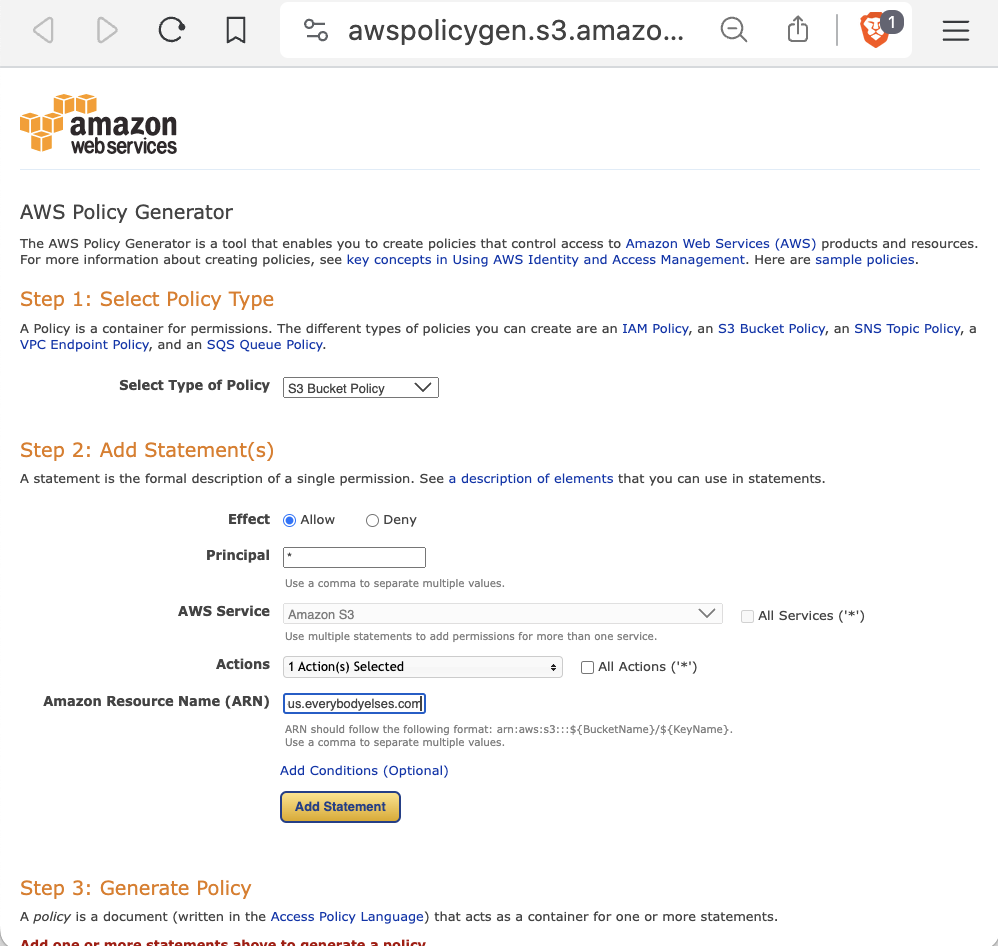 awspolicygen.s3.amazo...
1
amazon
web services
AWS Policy Generator
The AWS Policy Generator is a tool that enables you to create policies that control access to Amazon Web Services (AWS) products and resources.
For more information about creating policies, see key concepts in Using AWS Identity and Access Management. Here are sample policies.
Step 1: Select Policy Type
A Policy is a container for permissions. The different types of policies you can create are an IAM Policy, an S3 Bucket Policy, an SNS Topic Policy, a
VPC Endpoint Policy, and an SQS Queue Policy.
Select Type of Policy S3 Bucket Policy
Step 2: Add Statement(s)
A statement is the formal description of a single permission. See a description of elements that you can use in statements.
Effect Allow Deny
Principal *
Use a comma to separate multiple values.
AWS Service Amazon S3 All Services ('*')
Use multiple statements to add permissions for more than one service.
Actions 1 Action(s) Selected All Actions ('*')
Amazon Resource Name (ARN) us.everybodyelses.com
ARN should follow the following format: arn:aws:s3:::${BucketName}/${KeyName}.
Use a comma to separate multiple values.
Add Conditions (Optional)
Add Statement
Step 3: Generate Policy
A policy is a document (written in the Access Policy Language) that acts as a container for one or more statements.
Add one or more statements above to generate a policy.